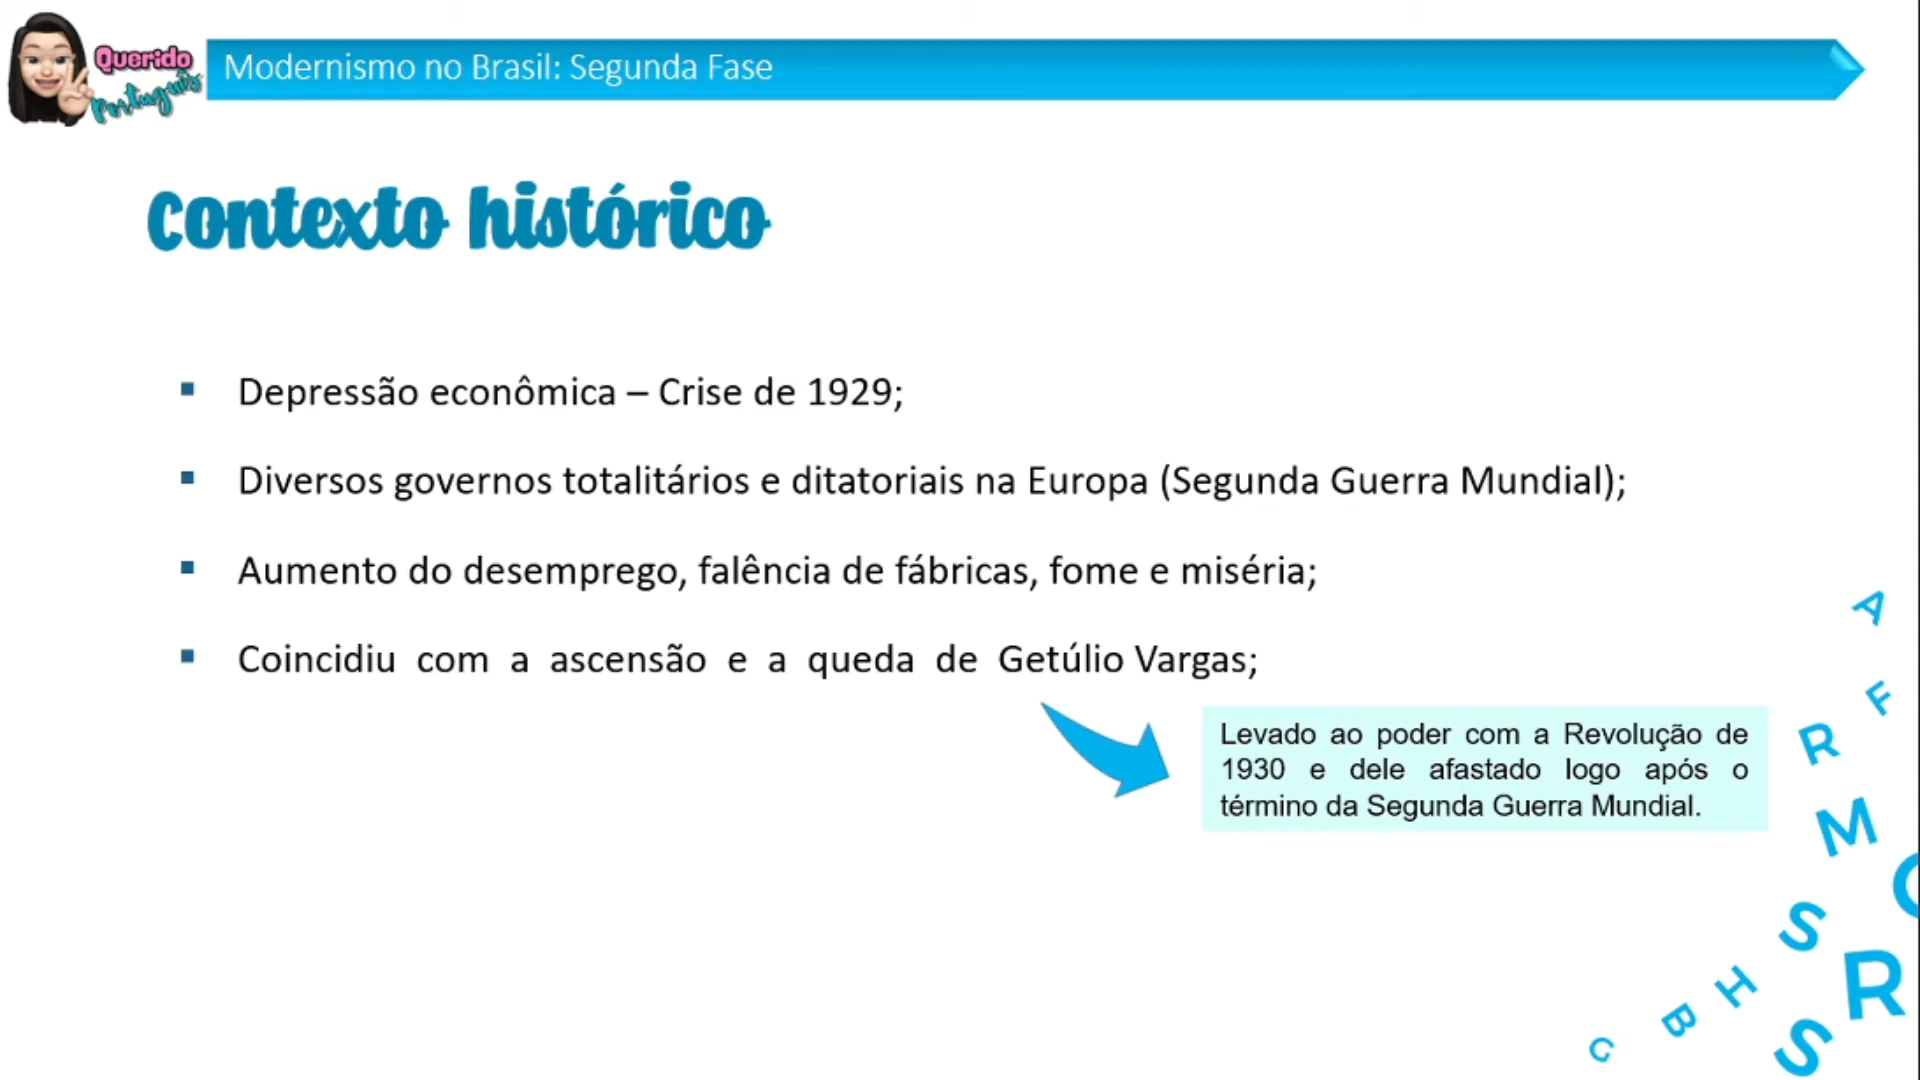 Querido
Português
Modernismo no Brasil: Segunda Fase
Contexto histórico
▪ Depressão econômica – Crise de 1929;
▪ Diversos governos totalitários e ditatoriais na Europa (Segunda Guerra Mundial);
▪ Aumento do desemprego, falência de fábricas, fome e miséria;
▪ Coincidiu com a ascensão e a queda de Getúlio Vargas;
Levado ao poder com a Revolução de
1930 e dele afastado logo após o
término da Segunda Guerra Mundial.
A
F
R
M
S
R
H
B
S